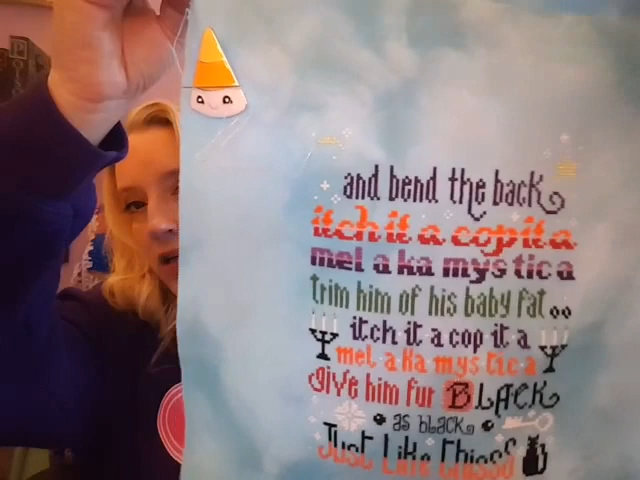 and bend the back
itch it a copita
mel a ka mys tic a
trim him of his baby fat..
itch it a cop it a
mel a ka mys tic a
give him fur BLACK
as black
Just Like